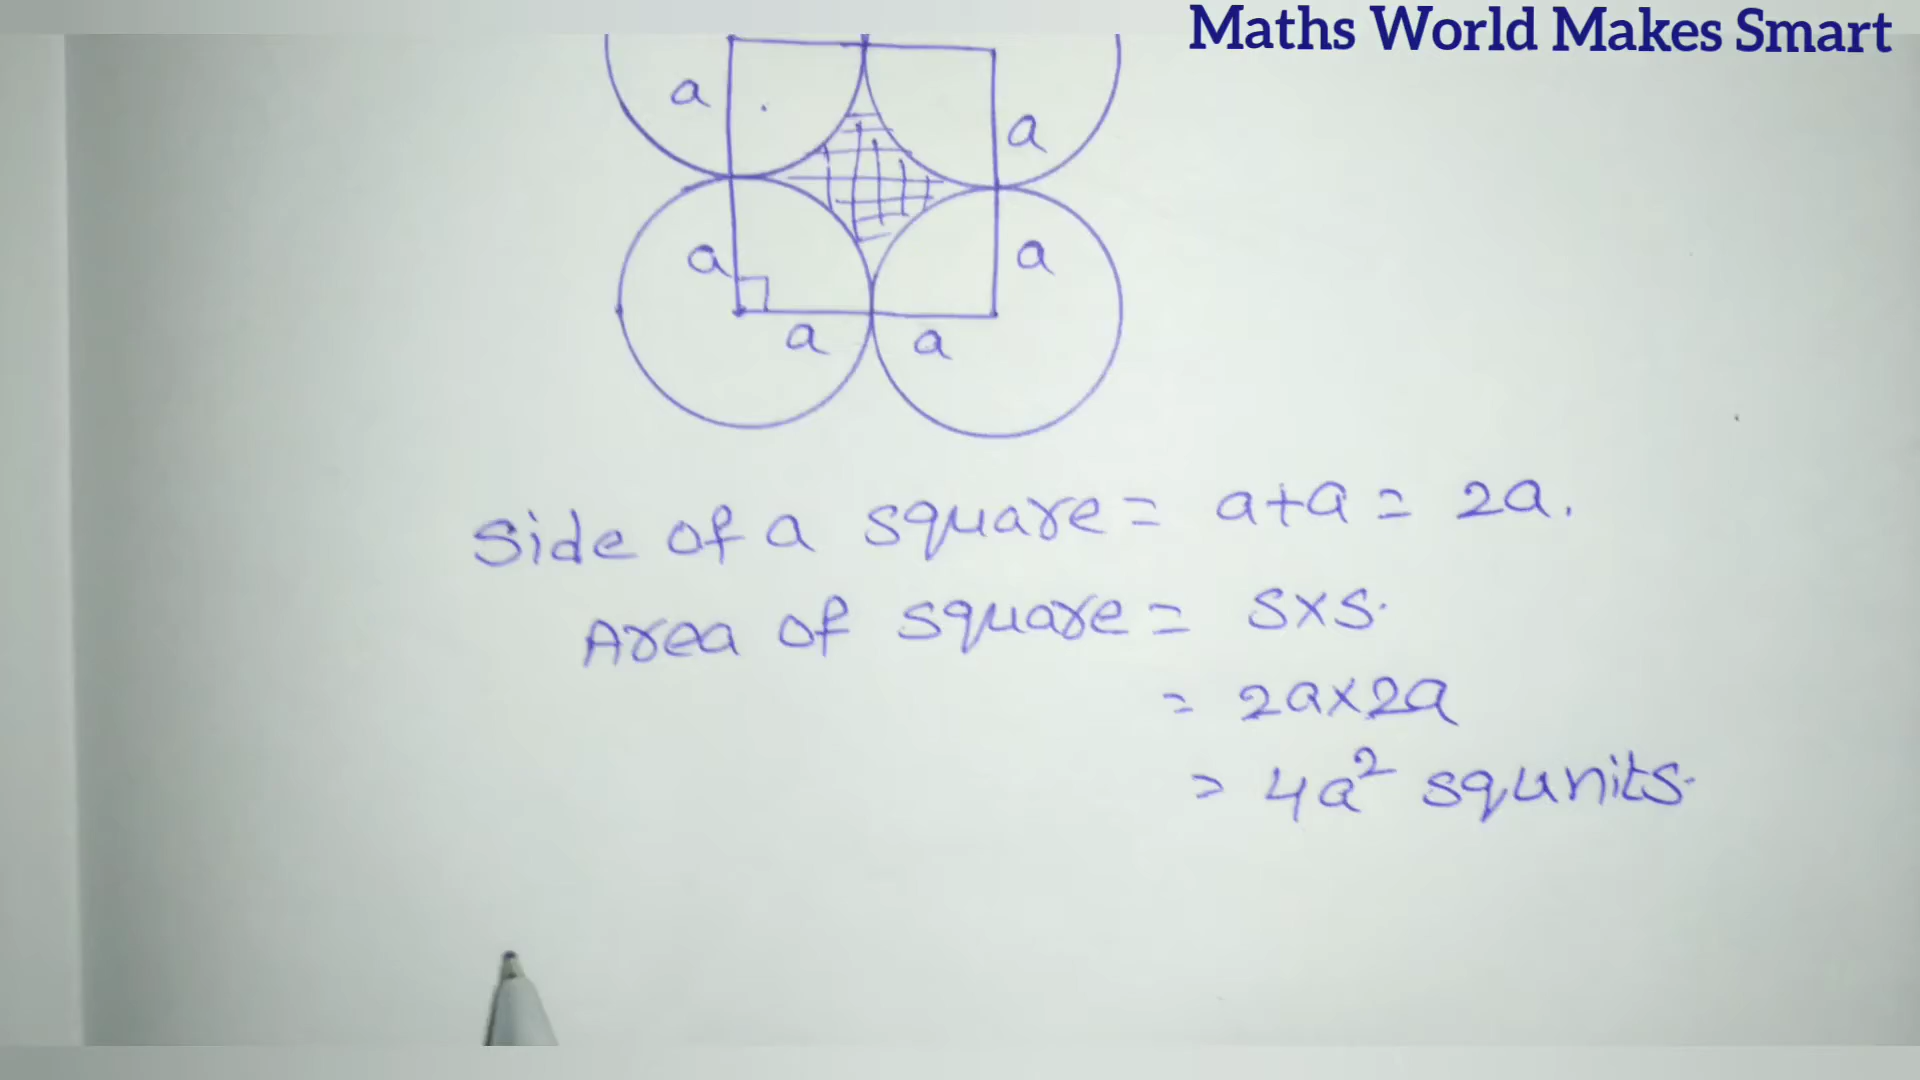 Maths World Makes Smart
a
a
a
a
a
a
Side of a square = a+a = 2a.
Area of square = s×s.
= 2a×2a
= 4a² squnits.